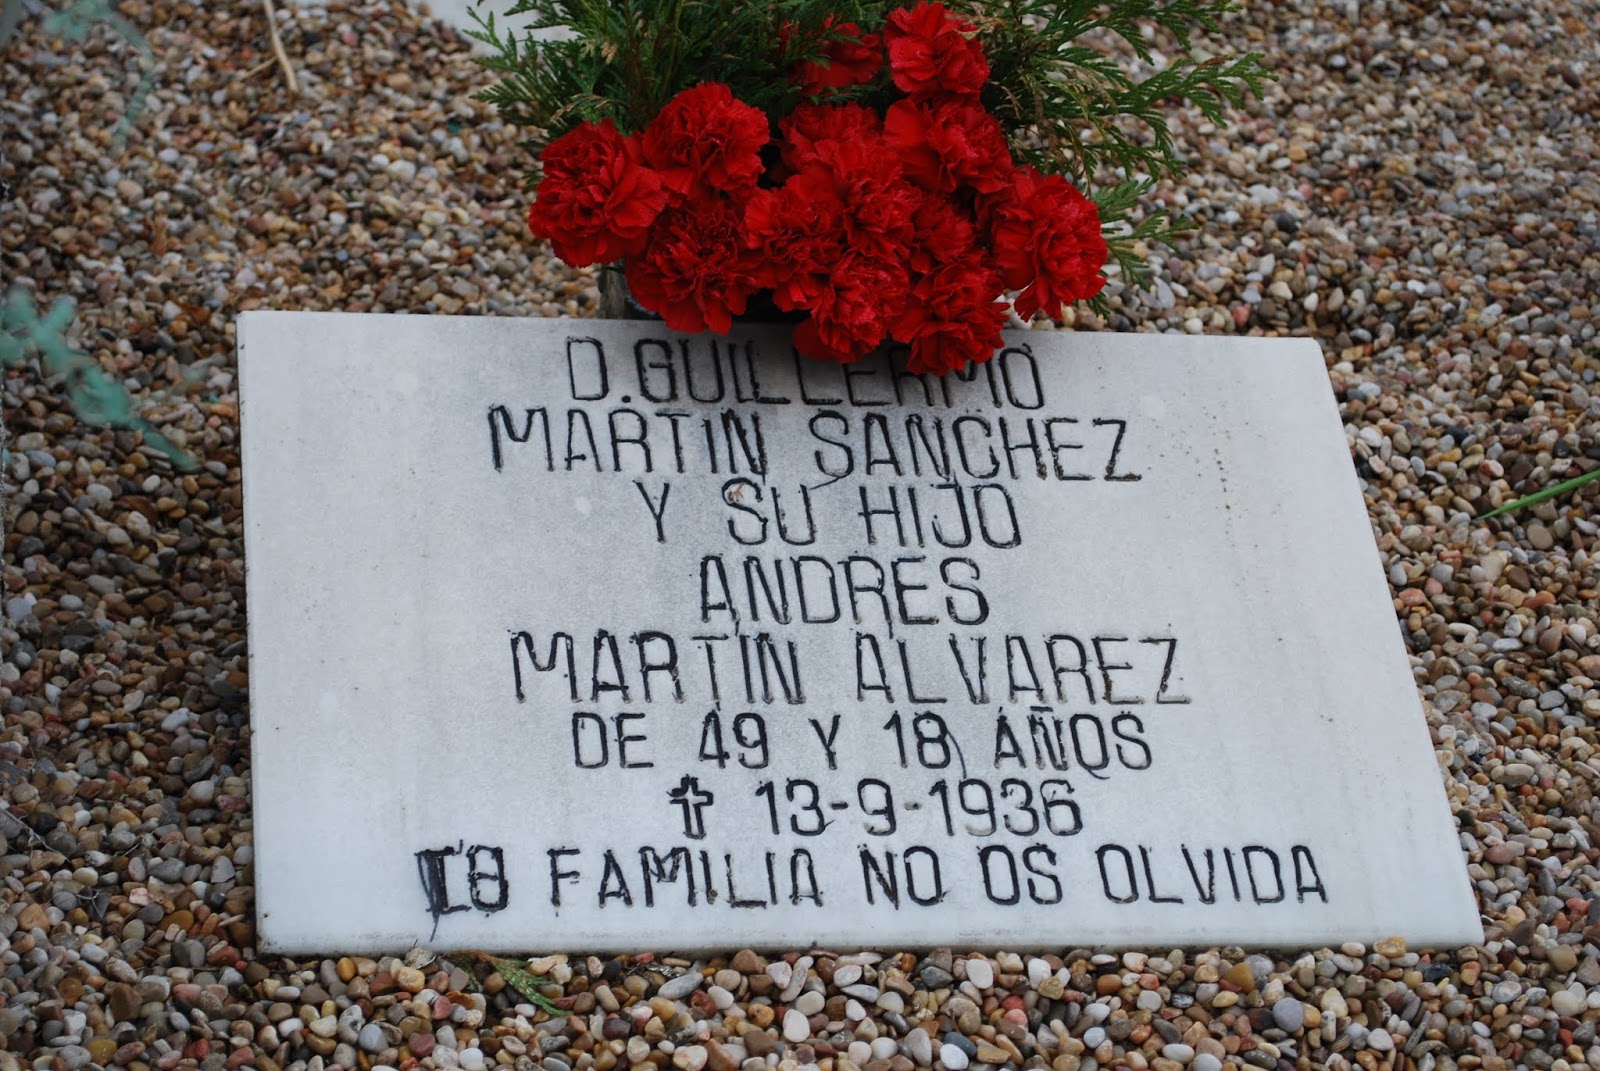 D. GUILLERMO
MARTIN SANCHEZ
Y SU HIJO
ANDRES
MARTIN ALVAREZ
DE 49 Y 18 AÑOS
✝ 13-9-1936
FAMILIA NO OS OLVIDA